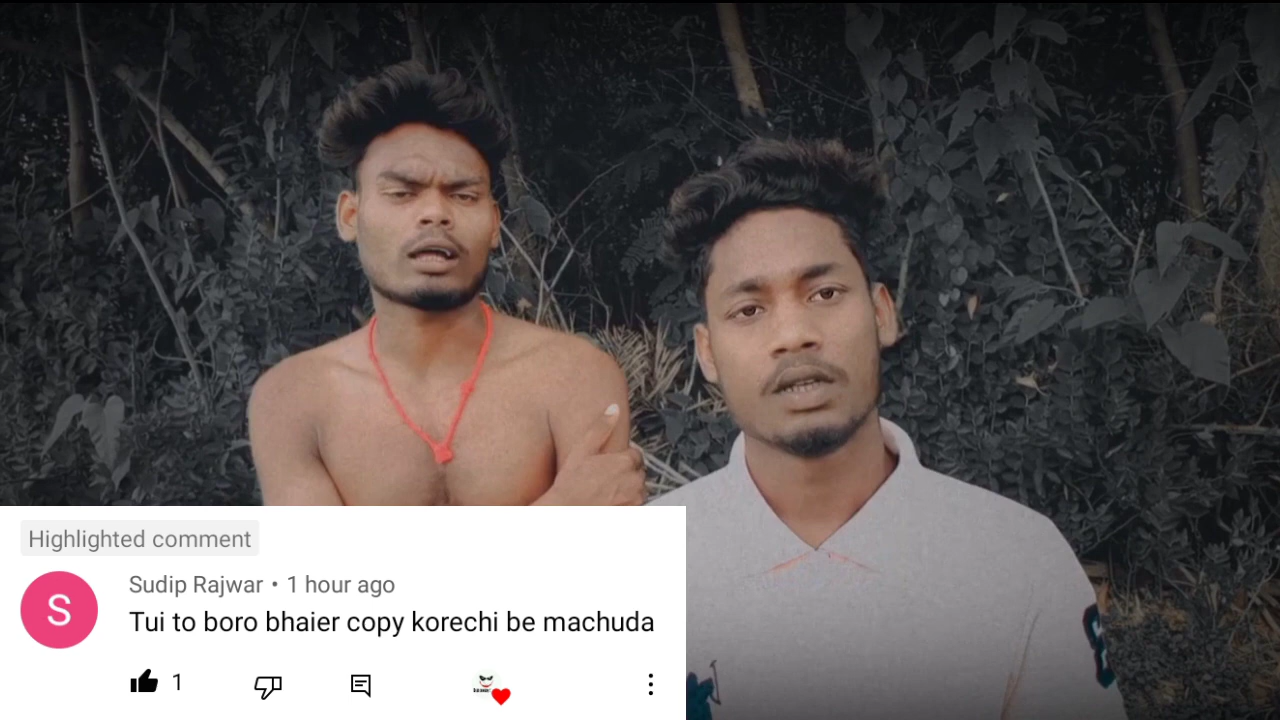 Highlighted comment
Sudip Rajwar • 1 hour ago
Tui to boro bhaier copy korechi be machuda
1